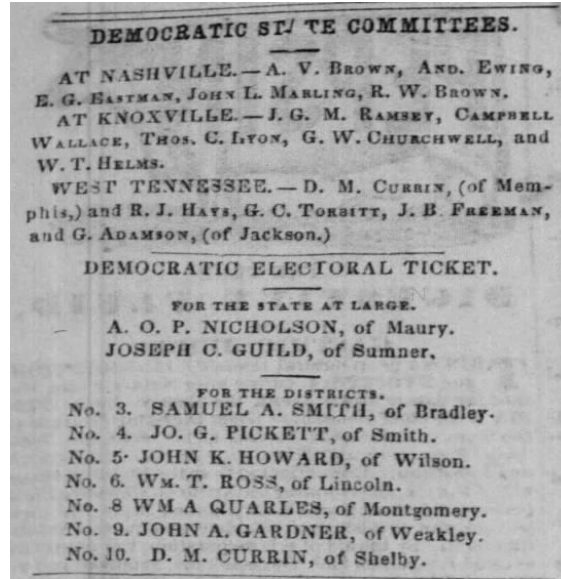 DEMOCRATIC STATE COMMITTEES.
AT NASHVILLE.—A. V. BROWN, AND. EWING,
E. G. EASTMAN, JOHN L. MARLING, R. W. BROWN.
AT KNOXVILLE.—J. G. M. RAMSEY, CAMPBELL
WALLACE, THOS. C. LYON, G. W. CHURCHWELL, and
W. T. HELMS.
WEST TENNESSEE.—D. M. CURRIN, (of Mem-
phis,) and R. J. HAYS, G. C. TORBITT, J. B FREEMAN,
and G. ADAMSON, (of Jackson.)
DEMOCRATIC ELECTORAL TICKET.
FOR THE STATE AT LARGE.
A. O. P. NICHOLSON, of Maury.
JOSEPH C. GUILD, of Sumner.
FOR THE DISTRICTS.
No. 3. SAMUEL A. SMITH, of Bradley.
No. 4. JO. G. PICKETT, of Smith.
No. 5. JOHN K. HOWARD, of Wilson.
No. 6. WM. T. ROSS, of Lincoln.
No. 8 WM A QUARLES, of Montgomery.
No. 9. JOHN A. GARDNER, of Weakley.
No. 10. D. M. CURRIN, of Shelby.